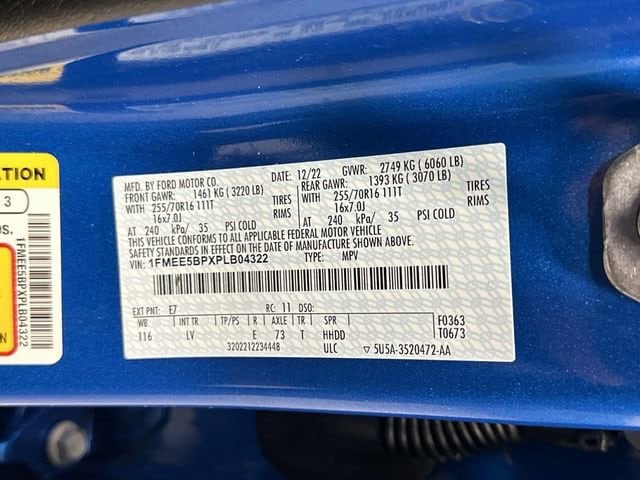 ATION
3
OS.
1FMEE5BPXPLB04322
N
MFD. BY FORD MOTOR CO. DATE: 12/22 GVWR: 2749 KG ( 6060 LB)
FRONT GAWR: 1461 KG ( 3220 LB) REAR GAWR: 1393 KG ( 3070 LB)
WITH 255/70R16 111T TIRES WITH 255/70R16 111T TIRES
16x7.0J RIMS 16x7.0J RIMS
AT 240 kPa/ 35 PSI COLD AT 240 kPa/ 35 PSI COLD
THIS VEHICLE CONFORMS TO ALL APPLICABLE FEDERAL MOTOR VEHICLE
SAFETY STANDARDS IN EFFECT ON THE DATE OF MANUFACTURE SHOWN ABOVE.
VIN: 1FMEE5BPXPLB04322 TYPE: MPV
EXT PNT: E7 RC: 11 DSO:
WB INT TR TP/PS R AXLE TR SPR F0363
116 LV E 73 T HHDD T0673
3202212234448 ULC ▽ 5U5A-3520472-AA